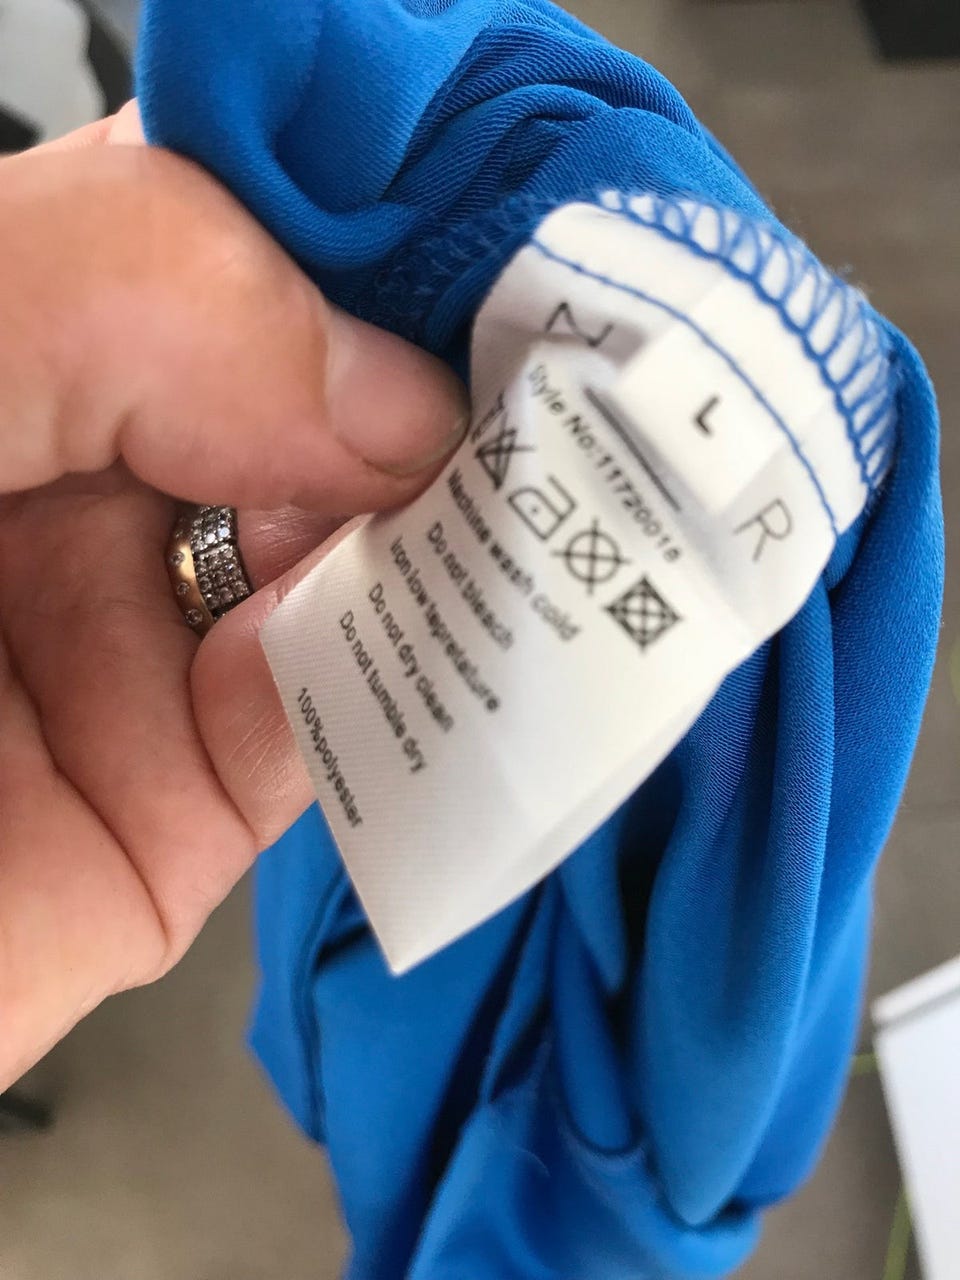 Z
L
R
Style No:11720018
Machine wash cold
Do not bleach
Iron low tepretature
Do not dry clean
Do not tumble dry
100%polyester